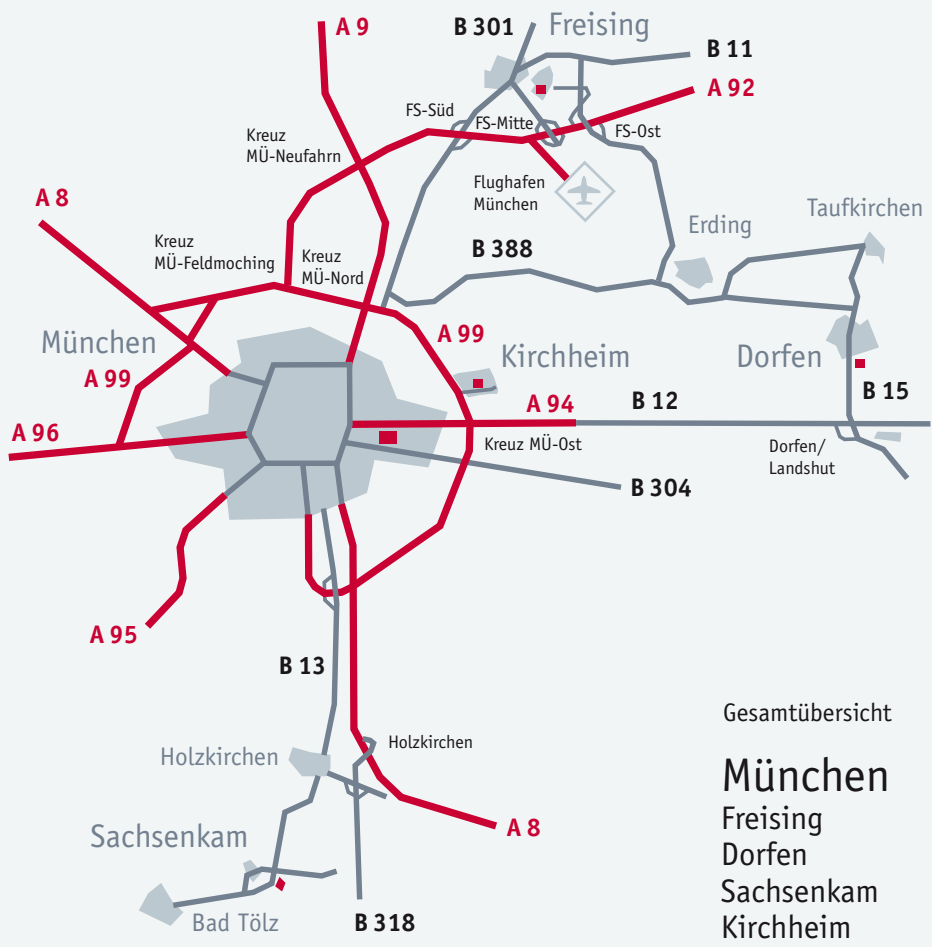 A 9
B 301
Freising
B 11
A 92
FS-Süd
FS-Mitte
FS-Ost
Kreuz
MÜ-Neufahrn
Flughafen
München
A 8
Taufkirchen
Erding
Kreuz
MÜ-Feldmoching
Kreuz
MÜ-Nord
B 388
München
A 99
A 99
Kirchheim
Dorfen
B 15
A 96
A 94
B 12
Kreuz MÜ-Ost
Dorfen/
Landshut
B 304
A 95
B 13
Holzkirchen
Holzkirchen
A 8
Sachsenkam
Bad Tölz
B 318
Gesamtübersicht
München
Freising
Dorfen
Sachsenkam
Kirchheim